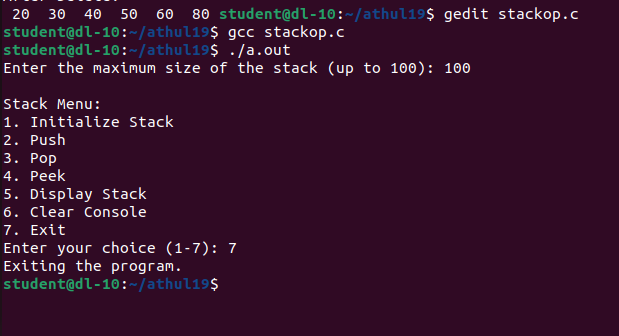 20 30 40 50 60 80 student@dl-10:~/athul19$ gedit stackop.c
student@dl-10:~/athul19$ gcc stackop.c
student@dl-10:~/athul19$ ./a.out
Enter the maximum size of the stack (up to 100): 100
Stack Menu:
1. Initialize Stack
2. Push
3. Pop
4. Peek
5. Display Stack
6. Clear Console
7. Exit
Enter your choice (1-7): 7
Exiting the program.
student@dl-10:~/athul19$